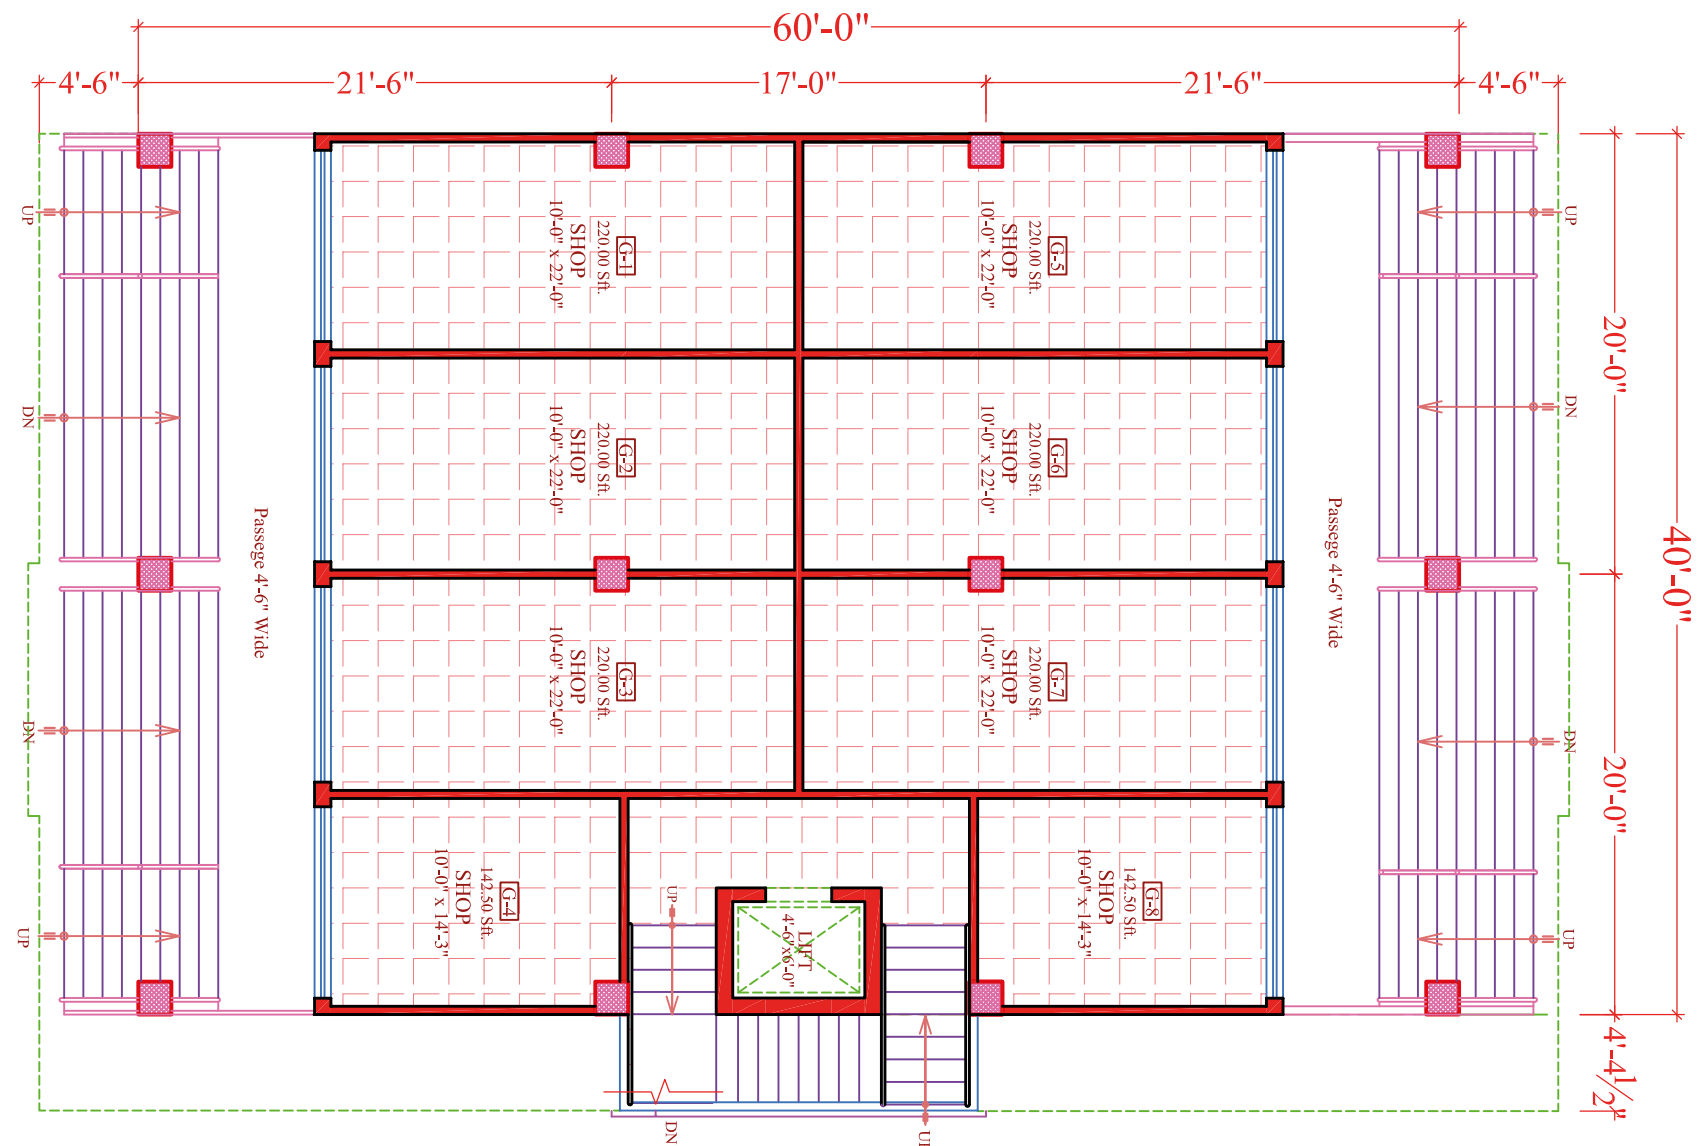 60'-0"
4'-6"
21'-6"
17'-0"
21'-6"
4'-6"
UP
DN
DN
UP
Passege 4'-6" Wide
G-1
220.00 Sft.
SHOP
10'-0" x 22'-0"
G-5
220.00 Sft.
SHOP
10'-0" x 22'-0"
G-2
220.00 Sft.
SHOP
10'-0" x 22'-0"
G-6
220.00 Sft.
SHOP
10'-0" x 22'-0"
G-3
220.00 Sft.
SHOP
10'-0" x 22'-0"
G-7
220.00 Sft.
SHOP
10'-0" x 22'-0"
G-4
142.50 Sft.
SHOP
10'-0" x 14'-3"
UP
LIFT
4'-6"x6'-0"
G-8
142.50 Sft.
SHOP
10'-0" x 14'-3"
DN
Passege 4'-6" Wide
UP
DN
DN
UP
20'-0"
20'-0"
4'-4½"
40'-0"